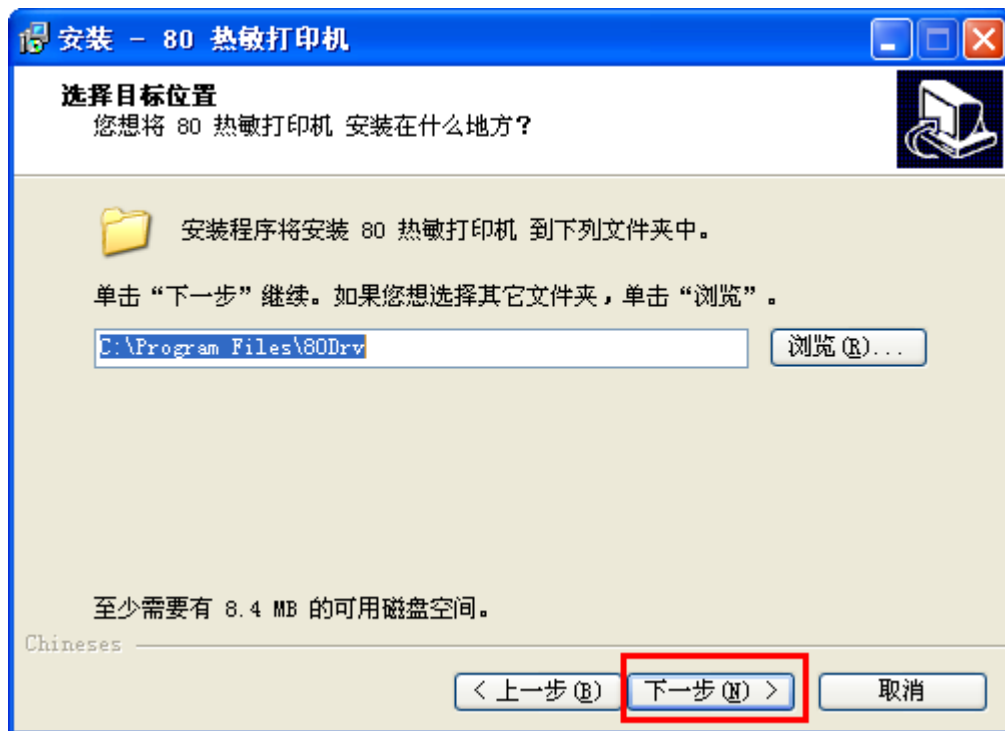 安装 - 80 热敏打印机
选择目标位置
您想将 80 热敏打印机 安装在什么地方？
安装程序将安装 80 热敏打印机 到下列文件夹中。
单击“下一步”继续。如果您想选择其它文件夹，单击“浏览”。
C:\Program Files\80Drv
浏览(R)...
至少需要有 8.4 MB 的可用磁盘空间。
Chineses
< 上一步(B) 下一步(N) > 取消